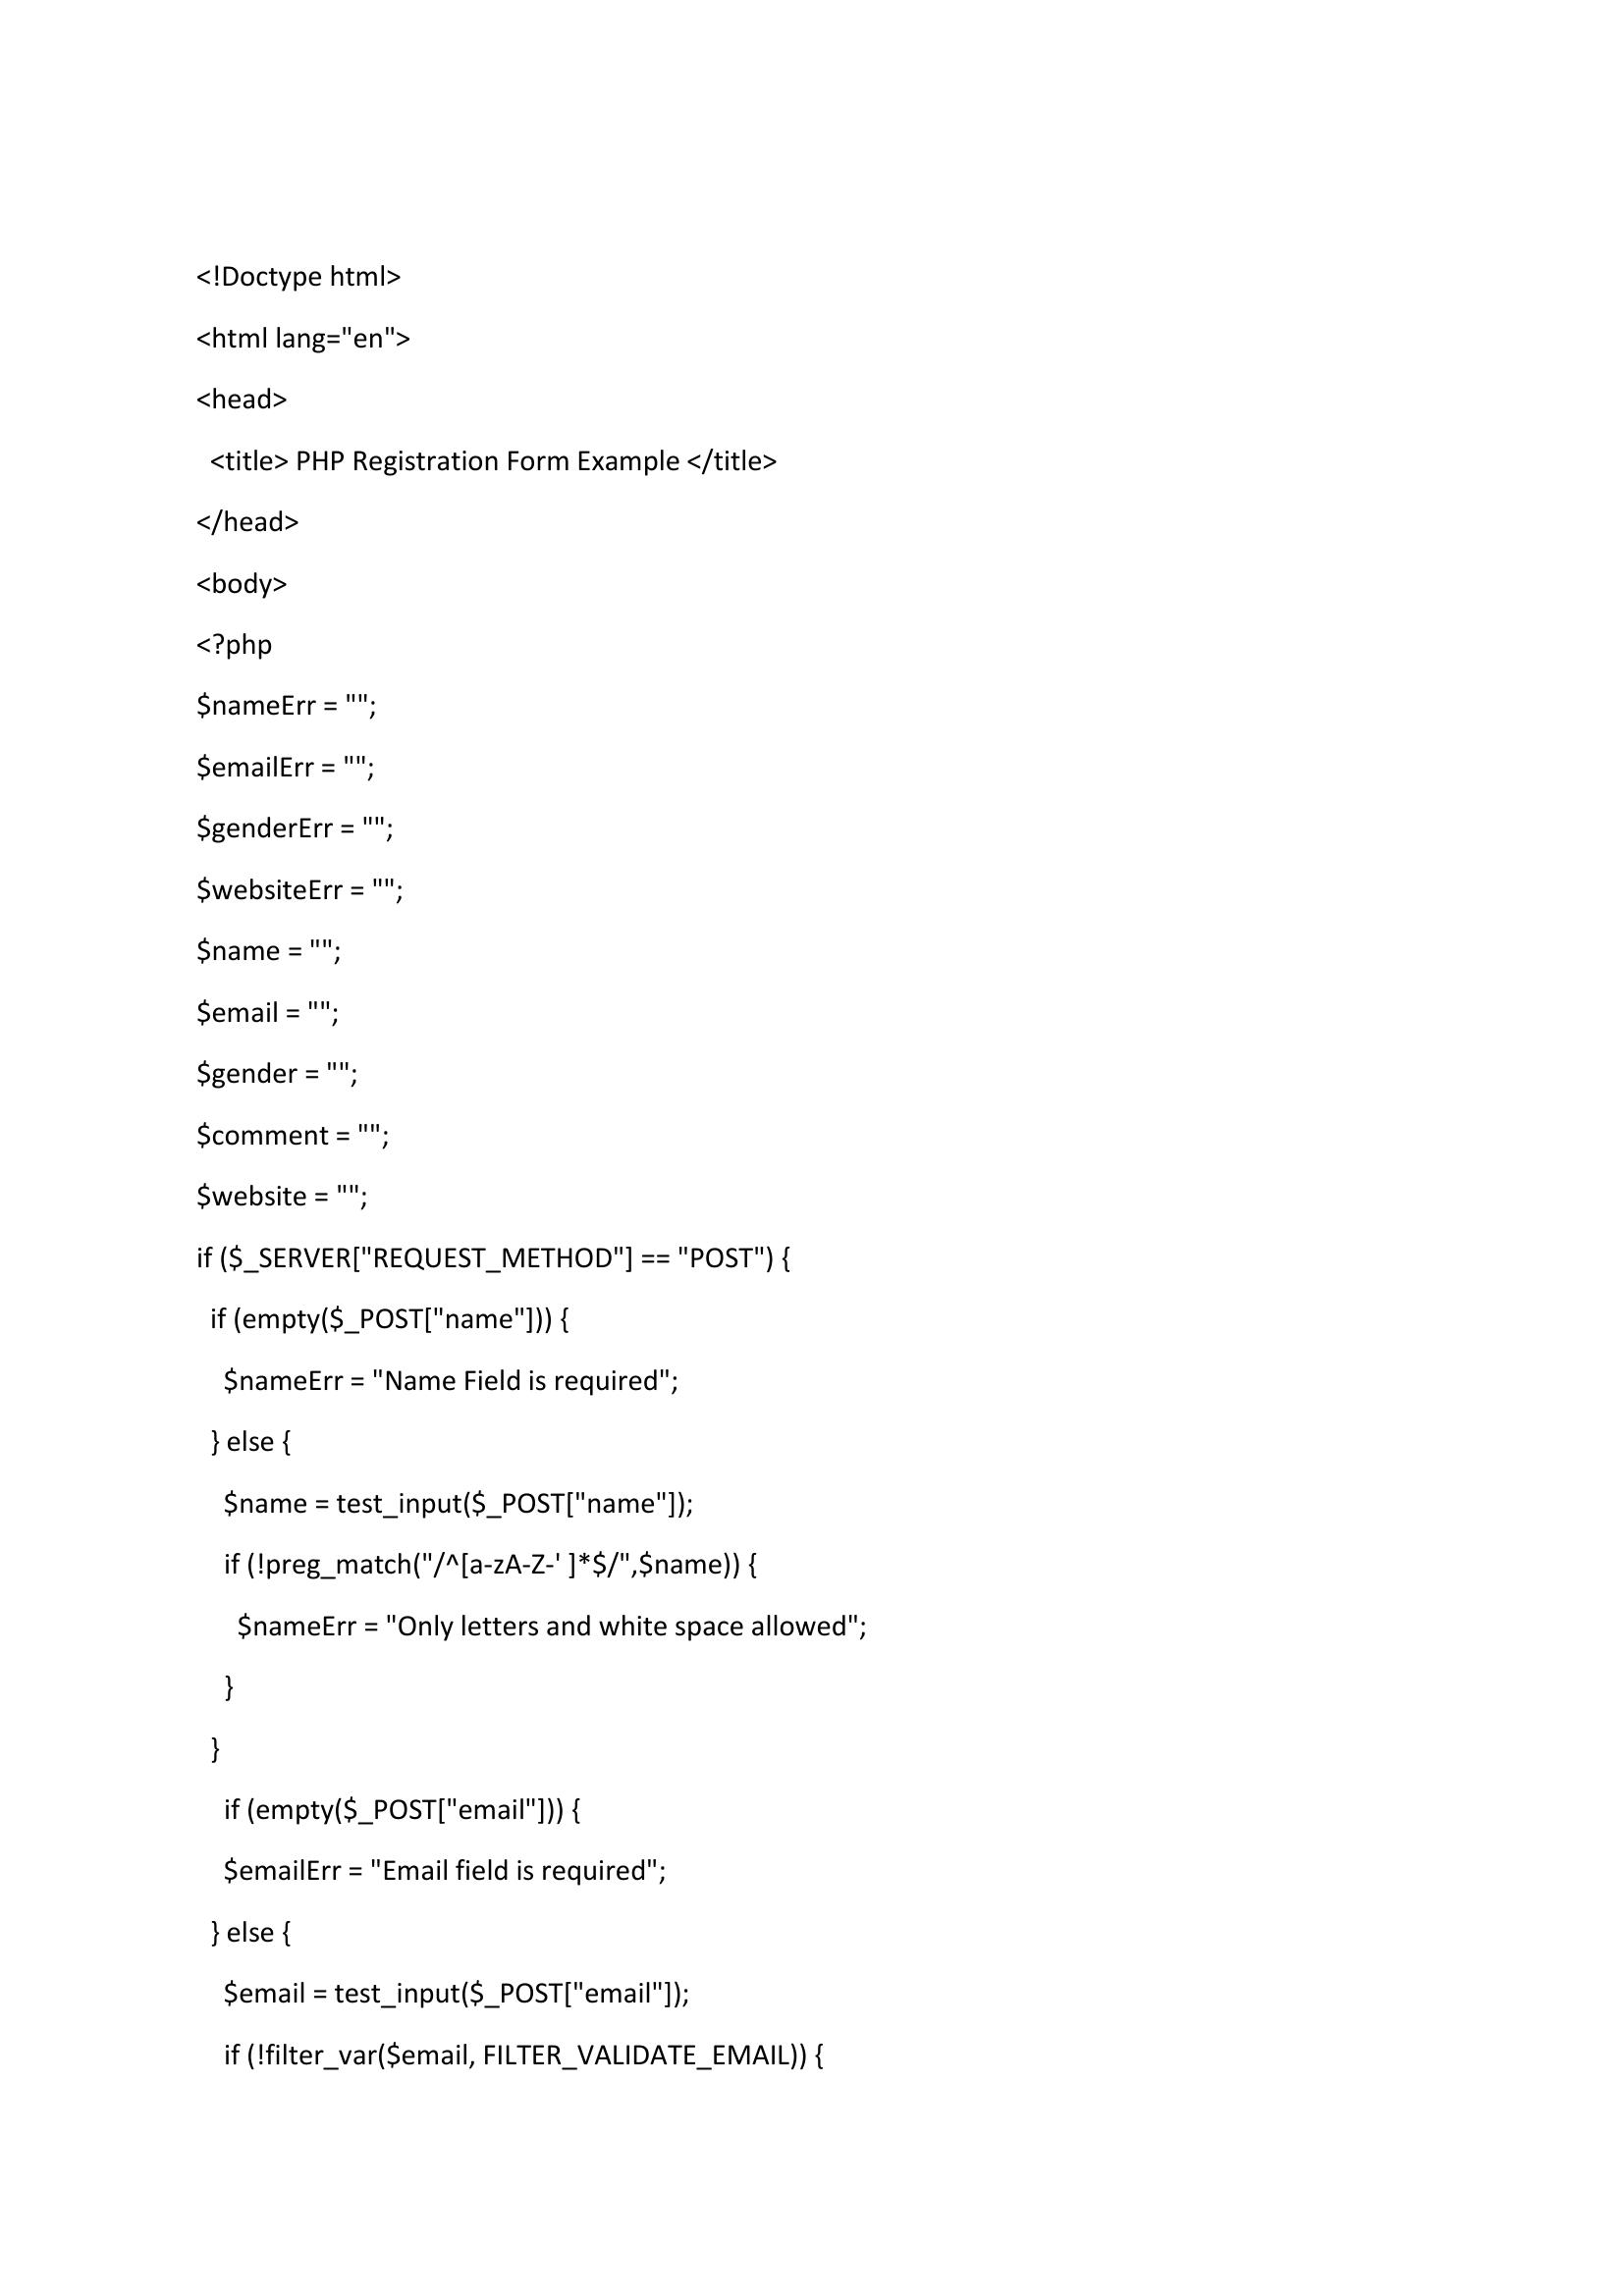 <!Doctype html>
<html lang="en">
<head>
<title> PHP Registration Form Example </title>
</head>
<body>
<?php
$nameErr = "";
$emailErr = "";
$genderErr = "";
$websiteErr = "";
$name = "";
$email = "";
$gender = "";
$comment = "";
$website = "";
if ($_SERVER["REQUEST_METHOD"] == "POST") {
if (empty($_POST["name"])) {
$nameErr = "Name Field is required";
} else {
$name = test_input($_POST["name"]);
if (!preg_match("/^[a-zA-Z-' ]*$/",$name)) {
$nameErr = "Only letters and white space allowed";
}
}
if (empty($_POST["email"])) {
$emailErr = "Email field is required";
} else {
$email = test_input($_POST["email"]);
if (!filter_var($email, FILTER_VALIDATE_EMAIL)) {